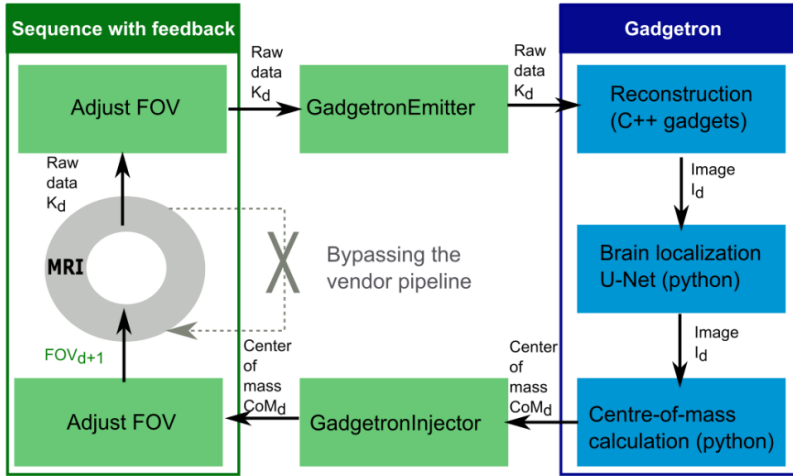 Sequence with feedback
Gadgetron
Raw
data
Kd
Raw
data
Kd
Adjust FOV
GadgetronEmitter
Reconstruction
(C++ gadgets)
Raw
data
Kd
Image
Id
MRI
Bypassing the
vendor pipeline
X
Brain localization
U-Net (python)
FOVd+1
Center
of
mass
CoMd
Center
of
mass
CoMd
Image
Id
Adjust FOV
GadgetronInjector
Centre-of-mass
calculation (python)